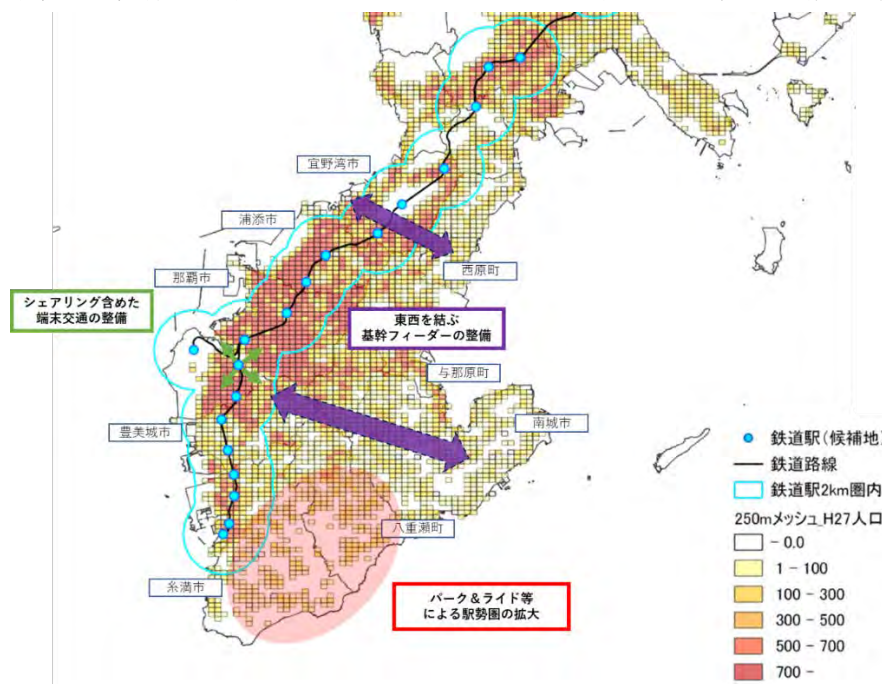 宜野湾市
浦添市
那覇市
西原町
シェアリング含めた
端末交通の整備
東西を結ぶ
基幹フィーダーの整備
与那原町
南城市
豊美城市
八重瀬町
糸満市
パーク&ライド等
による駅勢圏の拡大
鉄道駅(候補地)
鉄道路線
鉄道駅2km圏内
250mメッシュ_H27人口
- 0.0
1 - 100
100 - 300
300 - 500
500 - 700
700 -